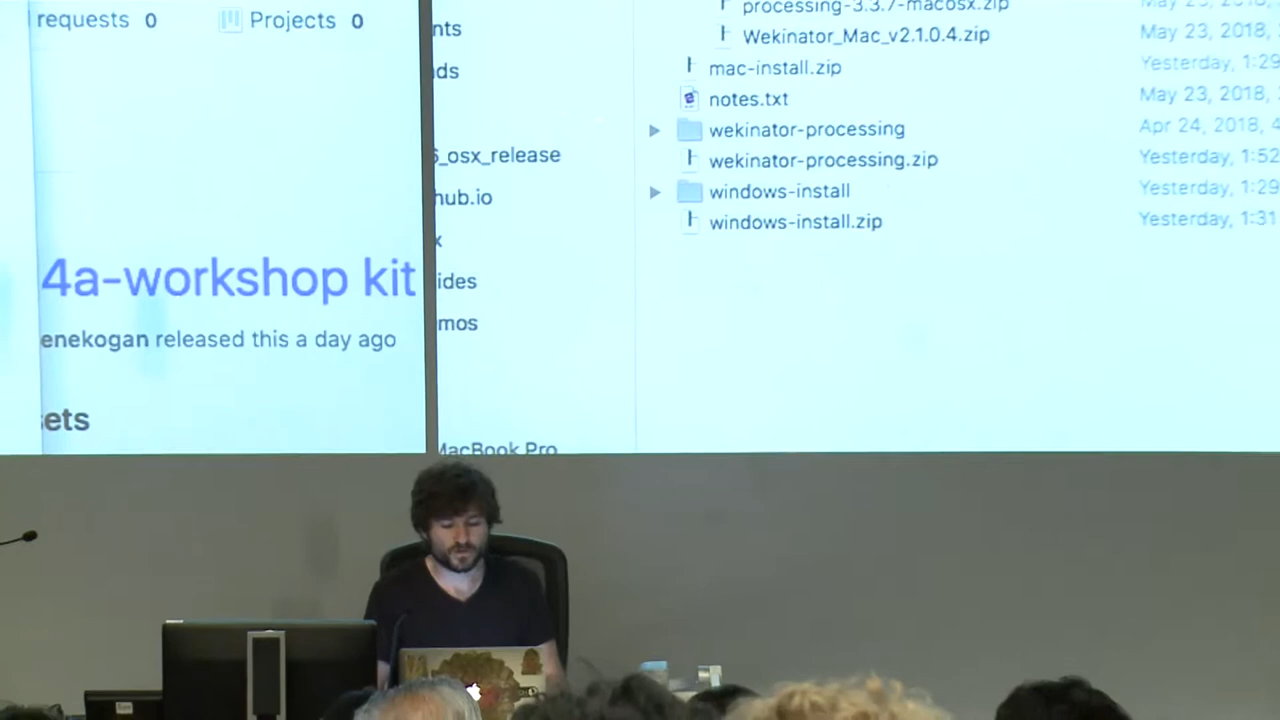 requests 0 Projects 0
4a-workshop kit
enekogan released this a day ago
ets
nts
ds
_osx_release
hub.io
x
ides
mos
MacBook Pro
processing-3.3.7-macosx.zip
Wekinator_Mac_v2.1.0.4.zip May 23, 2018,
mac-install.zip Yesterday, 1:29
notes.txt May 23, 2018,
wekinator-processing Apr 24, 2018, 4
wekinator-processing.zip Yesterday, 1:52
windows-install Yesterday, 1:29
windows-install.zip Yesterday, 1:31